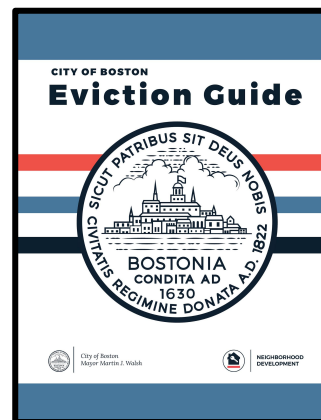 CITY OF BOSTON
Eviction Guide
SICUT PATRIBUS SIT DEUS NOBIS
CIVITATIS REGIMINE DONATA A.D. 1822
BOSTONIA
CONDITA AD
1630
City of Boston
Mayor Martin J. Walsh
NEIGHBORHOOD
DEVELOPMENT